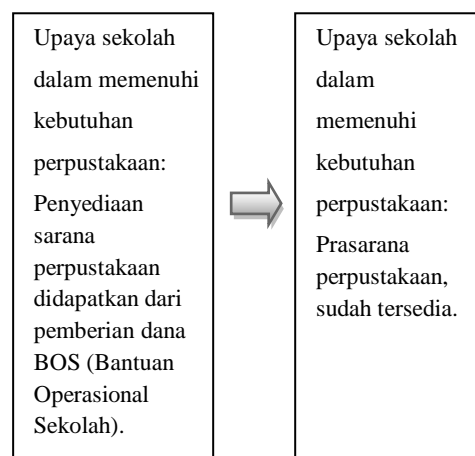 Upaya sekolah
dalam memenuhi
kebutuhan
perpustakaan:
Penyediaan
sarana
perpustakaan
didapatkan dari
pemberian dana
BOS (Bantuan
Operasional
Sekolah).
Upaya sekolah
dalam
memenuhi
kebutuhan
perpustakaan:
Prasarana
perpustakaan,
sudah tersedia.